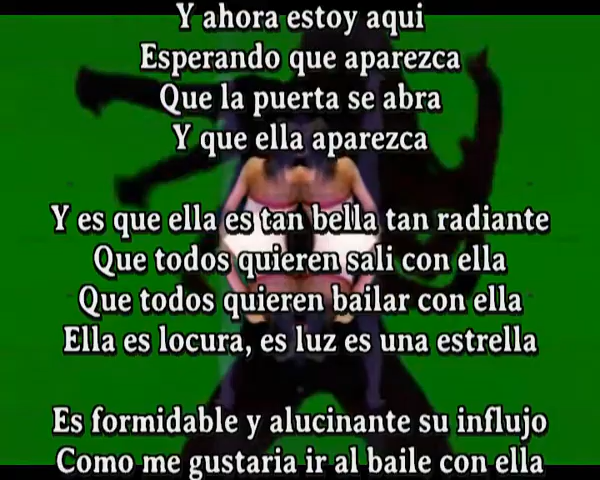 Y ahora estoy aqui
Esperando que aparezca
Que la puerta se abra
Y que ella aparezca
Y es que ella es tan bella tan radiante
Que todos quieren sali con ella
Que todos quieren bailar con ella
Ella es locura, es luz es una estrella
Es formidable y alucinante su influjo
Como me gustaria ir al baile con ella